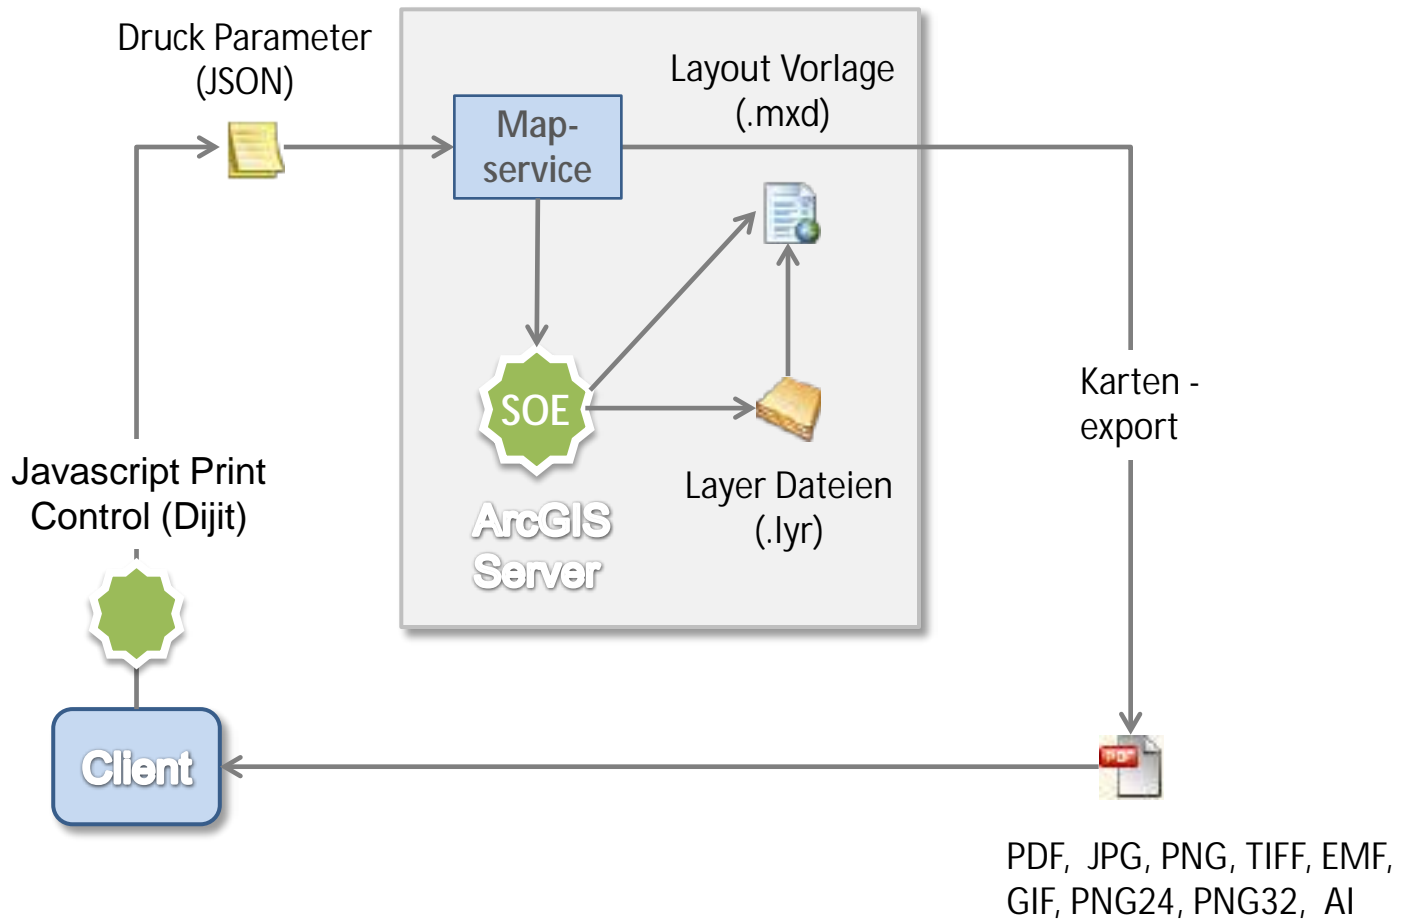 Druck Parameter
(JSON)
Layout Vorlage
(.mxd)
Map-
service
SOE
Karten -
export
Javascript Print
Control (Dijit)
Layer Dateien
(.lyr)
ArcGIS
Server
Client
PDF
PDF,  JPG, PNG, TIFF, EMF,
GIF, PNG24, PNG32,  AI